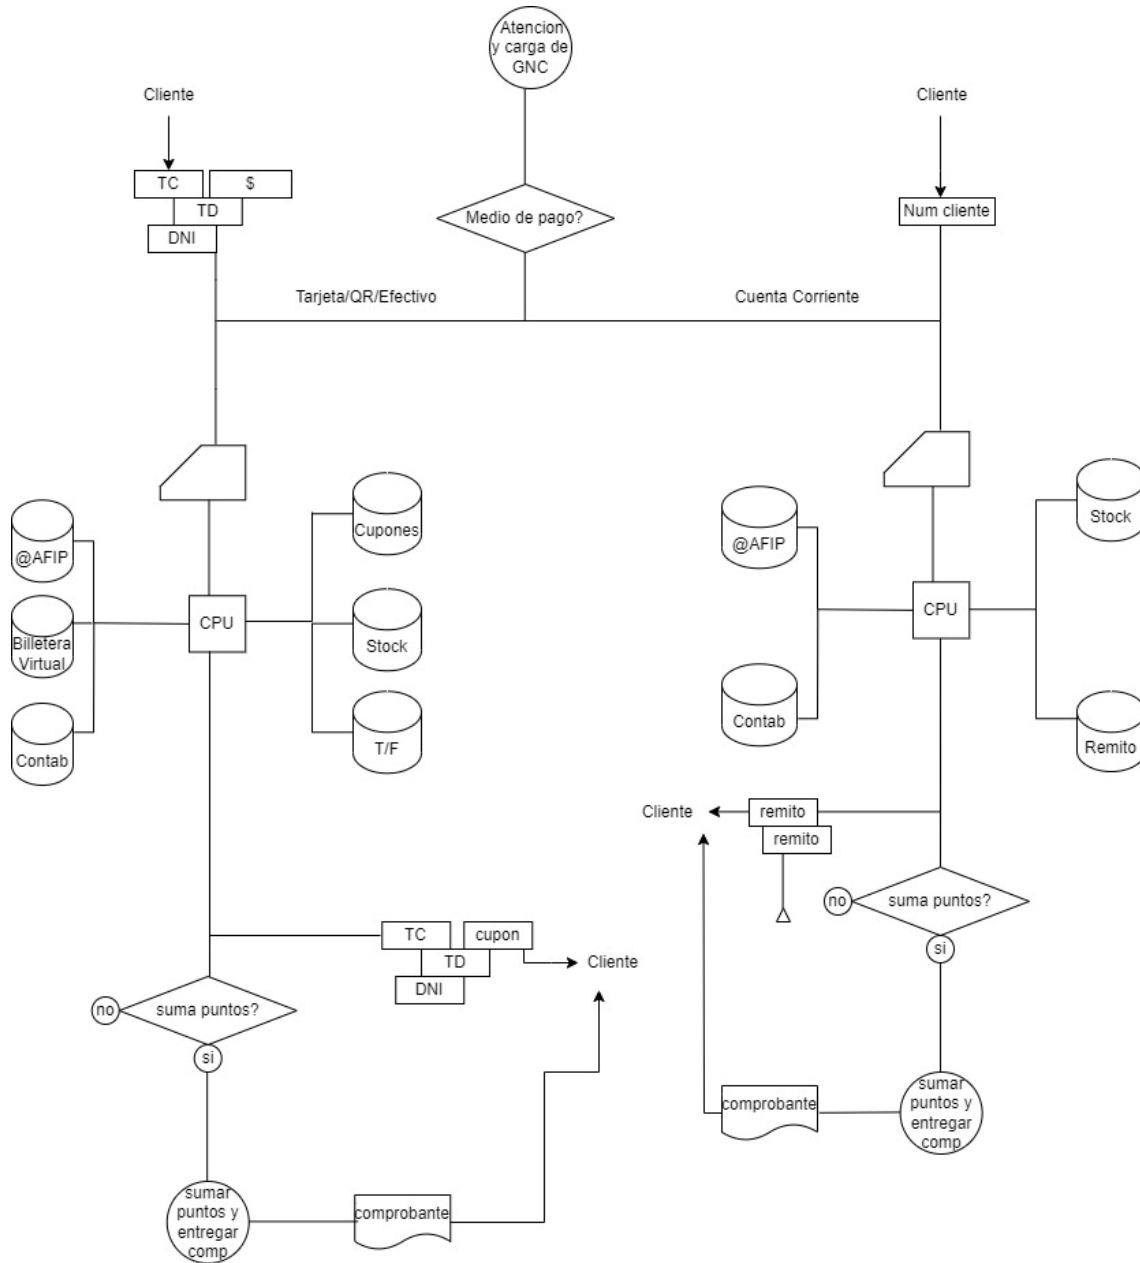 Atencion
y carga de
GNC
Cliente
Cliente
TC
$
TD
DNI
Medio de pago?
Num cliente
Tarjeta/QR/Efectivo
Cuenta Corriente
@AFIP
Billetera
Virtual
Contab
CPU
Cupones
Stock
T/F
@AFIP
Contab
CPU
Stock
Remito
Cliente
remito
remito
no
suma puntos?
si
TC
cupon
TD
DNI
Cliente
no
suma puntos?
si
sumar
puntos y
entregar
comp
comprobante
comprobante
sumar
puntos y
entregar
comp